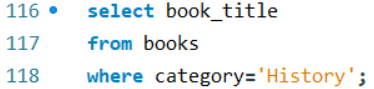 116 select book_title
117 from books
118 where category='History';